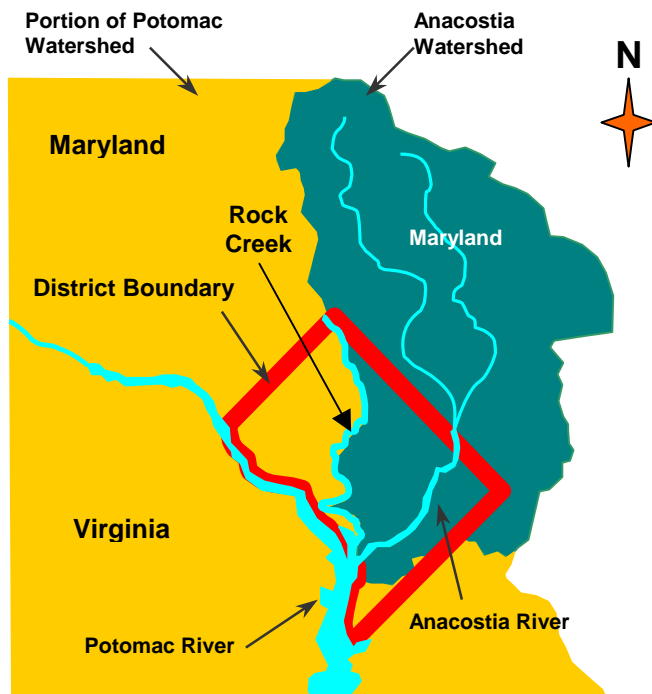 Portion of Potomac
Watershed
Anacostia
Watershed
N
Maryland
Rock
Creek
Maryland
District Boundary
Virginia
Potomac River
Anacostia River